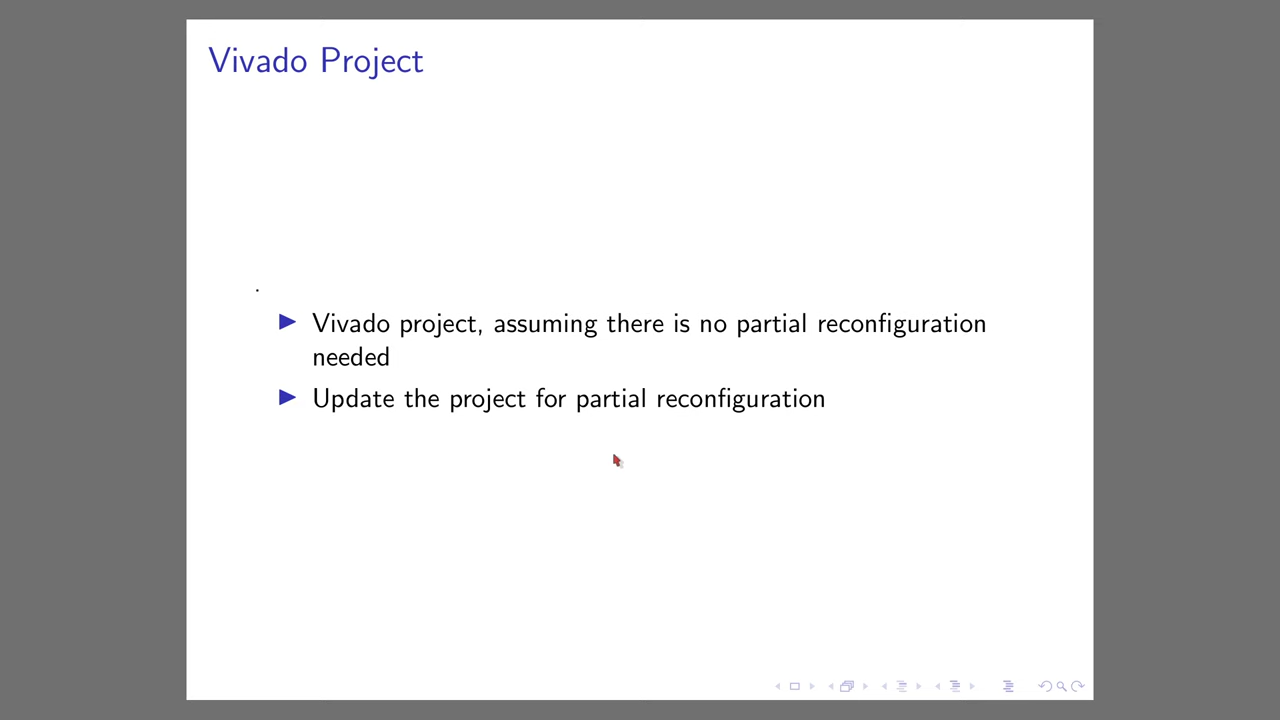 Vivado Project
.
▶ Vivado project, assuming there is no partial reconfiguration
needed
▶ Update the project for partial reconfiguration